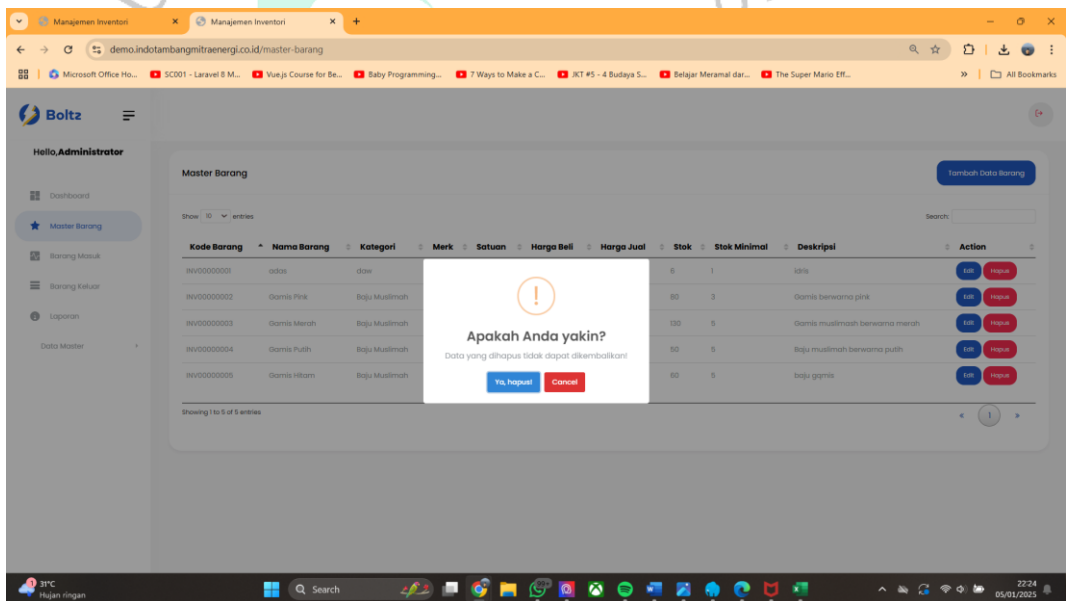 Manajemen Inventori
Manajemen Inventori
demo.indotambangmitraenergi.co.id/master-barang
Microsoft Office Ho...
SC001 - Laravel 8 M...
Vue.js Course for Be...
Baby Programming...
7 Ways to Make a C...
JKT #5 - 4 Budaya S...
Belajar Meramal dar...
The Super Mario Eff...
All Bookmarks
Boltz
Hello,Administrator
Dashboard
Master Barang
Barang Masuk
Barang Keluar
Laporan
Data Master
Master Barang
Tambah Data Barang
Show 10 entries
Search:
Kode Barang Nama Barang Kategori Merk Satuan Harga Beli Harga Jual Stok Stok Minimal Deskripsi Action
INV00000001 adas daw 6 1 idris Edit Hapus
INV00000002 Gamis Pink Baju Muslimah 80 3 Gamis berwarna pink Edit Hapus
INV00000003 Gamis Merah Baju Muslimah 130 5 Gamis muslimash berwarna merah Edit Hapus
INV00000004 Gamis Putih Baju Muslimah 50 5 Baju muslimah berwarna putih Edit Hapus
INV00000005 Gamis Hitam Baju Muslimah 60 5 baju gamis Edit Hapus
Showing 1 to 5 of 5 entries
1
!
Apakah Anda yakin?
Data yang dihapus tidak dapat dikembalikan!
Ya, hapus!
Cancel
1
31°C
Hujan ringan
Search
22:24
05/01/2025